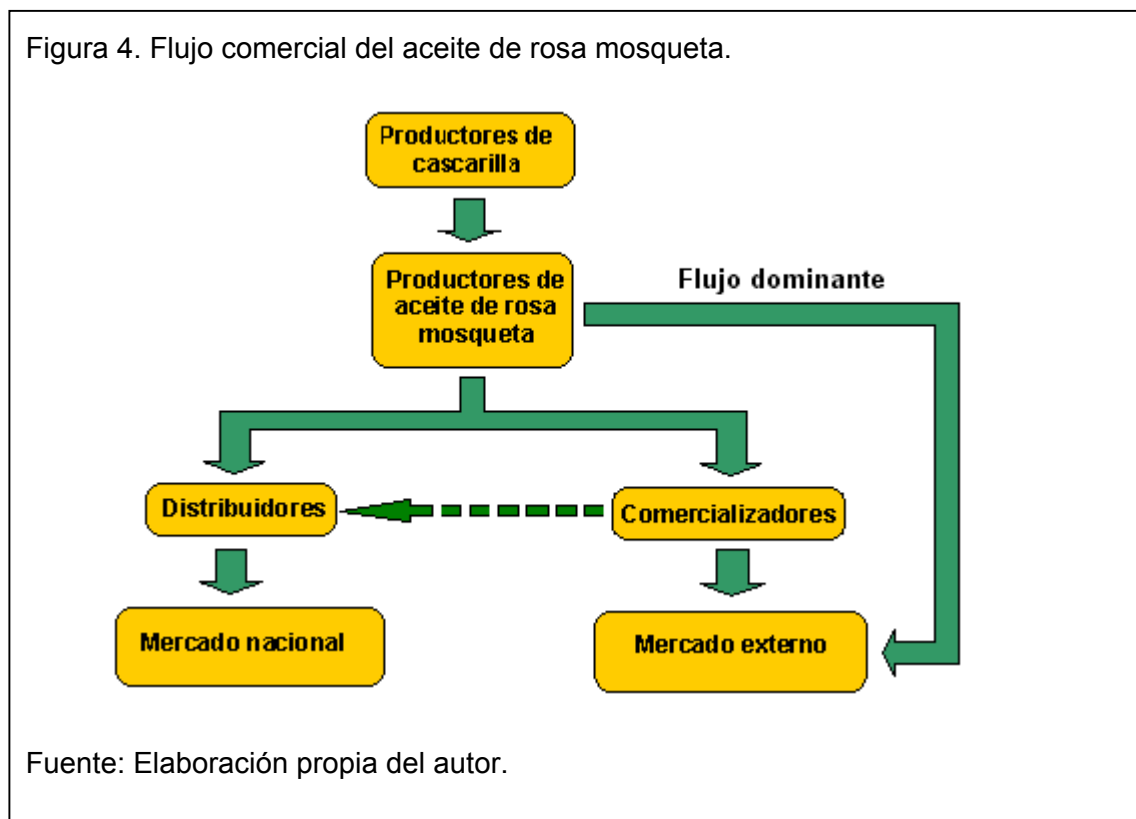 Figura 4. Flujo comercial del aceite de rosa mosqueta.
Productores de
cascarilla
Productores de
aceite de rosa
mosqueta
Flujo dominante
Distribuidores
Comercializadores
Mercado nacional
Mercado externo
Fuente: Elaboración propia del autor.